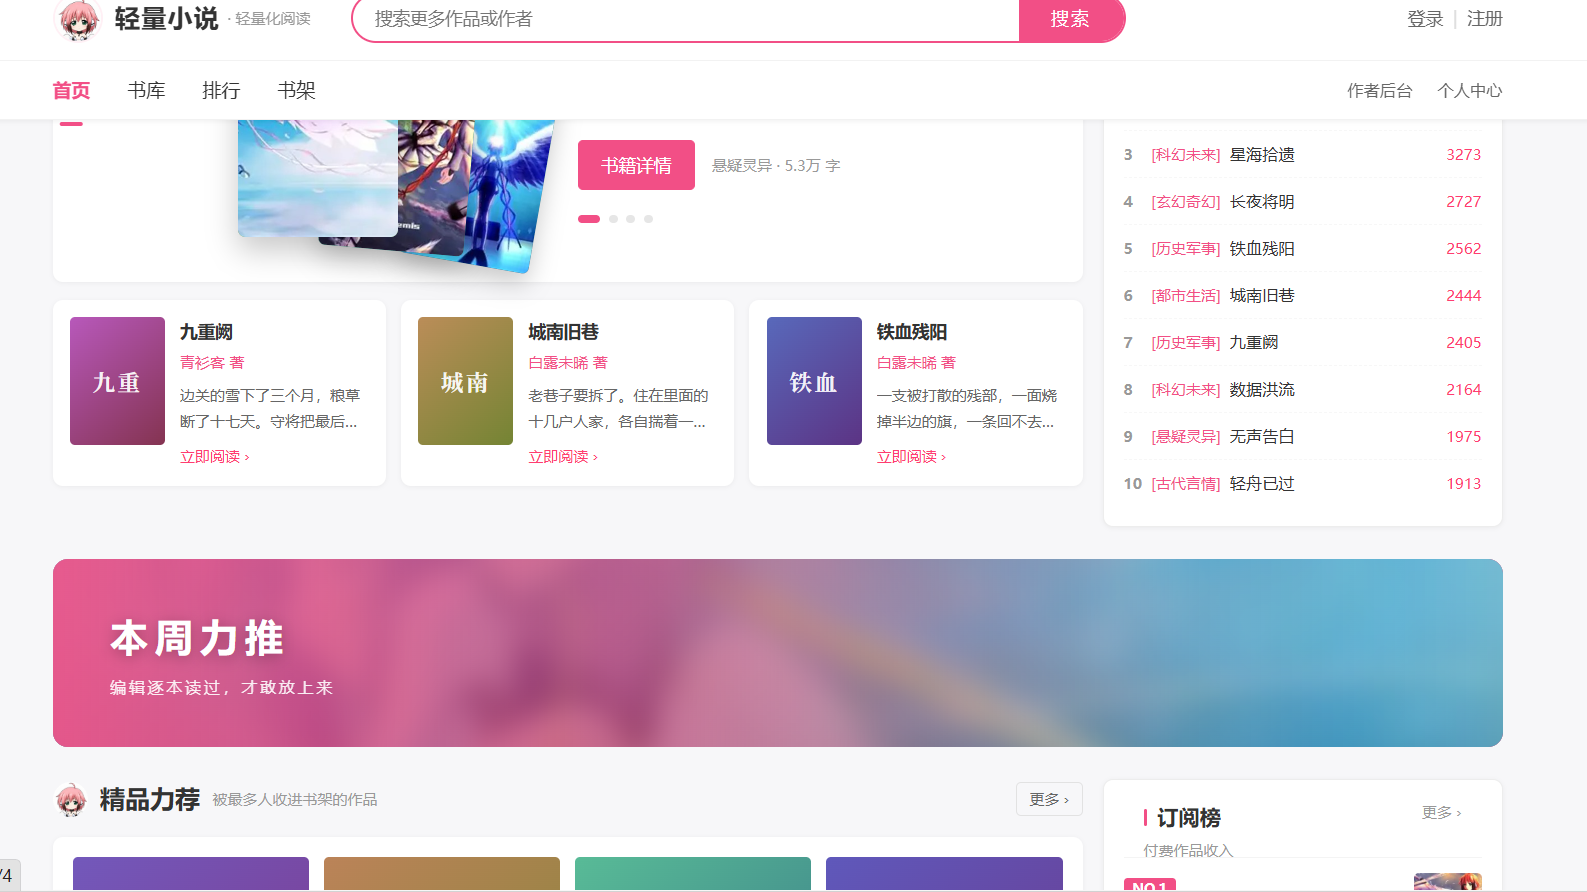 轻量小说 · 轻量化阅读
搜索更多作品或作者
搜索
登录 | 注册
首页 书库 排行 书架
作者后台 个人中心
书籍详情
悬疑灵异 · 5.3万 字
九重
九重阙
青衫客 著
边关的雪下了三个月，粮草
断了十七天。守将把最后...
立即阅读 ›
城南
城南旧巷
白露未晞 著
老巷子要拆了。住在里面的
十几户人家，各自揣着一...
立即阅读 ›
铁血
铁血残阳
白露未晞 著
一支被打散的残部，一面烧
掉半边的旗，一条回不去...
立即阅读 ›
3 [科幻未来] 星海拾遗 3273
4 [玄幻奇幻] 长夜将明 2727
5 [历史军事] 铁血残阳 2562
6 [都市生活] 城南旧巷 2444
7 [历史军事] 九重阙 2405
8 [科幻未来] 数据洪流 2164
9 [悬疑灵异] 无声告白 1975
10 [古代言情] 轻舟已过 1913
本周力推
编辑逐本读过，才敢放上来
精品力荐 被最多人收进书架的作品
更多 ›
订阅榜
更多 ›
付费作品收入
NO.1
/4